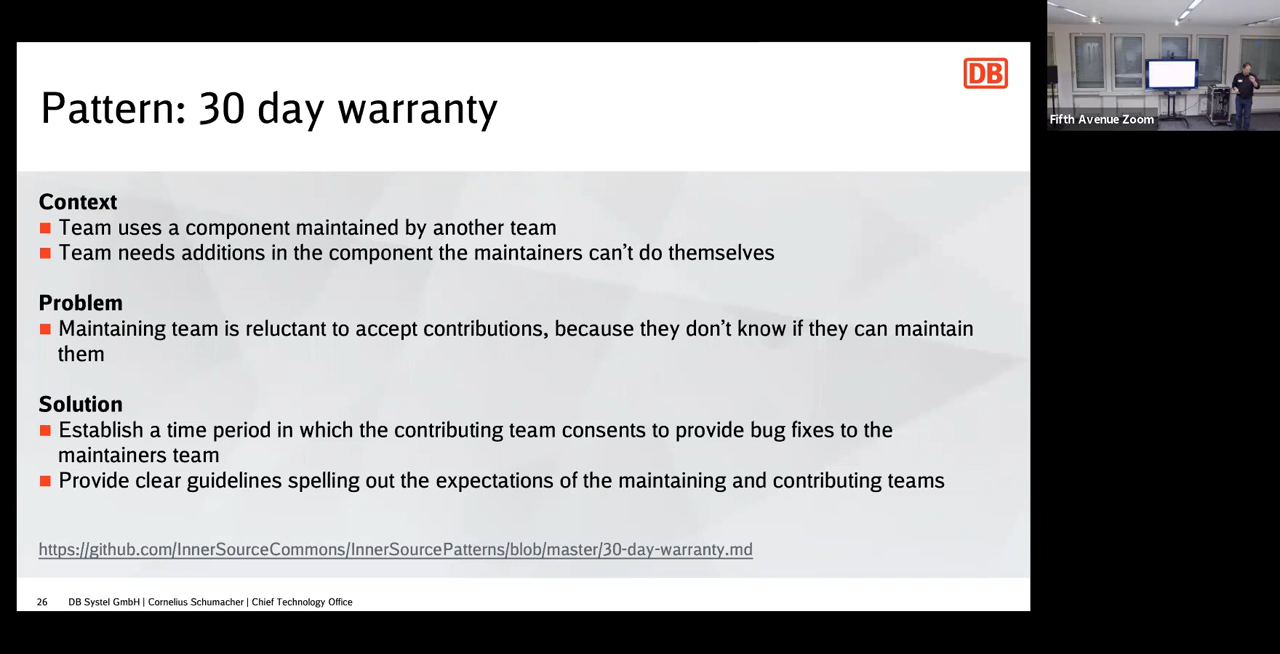 DB
Pattern: 30 day warranty
Fifth Avenue Zoom
Context
Team uses a component maintained by another team
Team needs additions in the component the maintainers can't do themselves
Problem
Maintaining team is reluctant to accept contributions, because they don't know if they can maintain
them
Solution
Establish a time period in which the contributing team consents to provide bug fixes to the
maintainers team
Provide clear guidelines spelling out the expectations of the maintaining and contributing teams
https://github.com/InnerSourceCommons/InnerSourcePatterns/blob/master/30-day-warranty.md
26 DB Systel GmbH | Cornelius Schumacher | Chief Technology Office